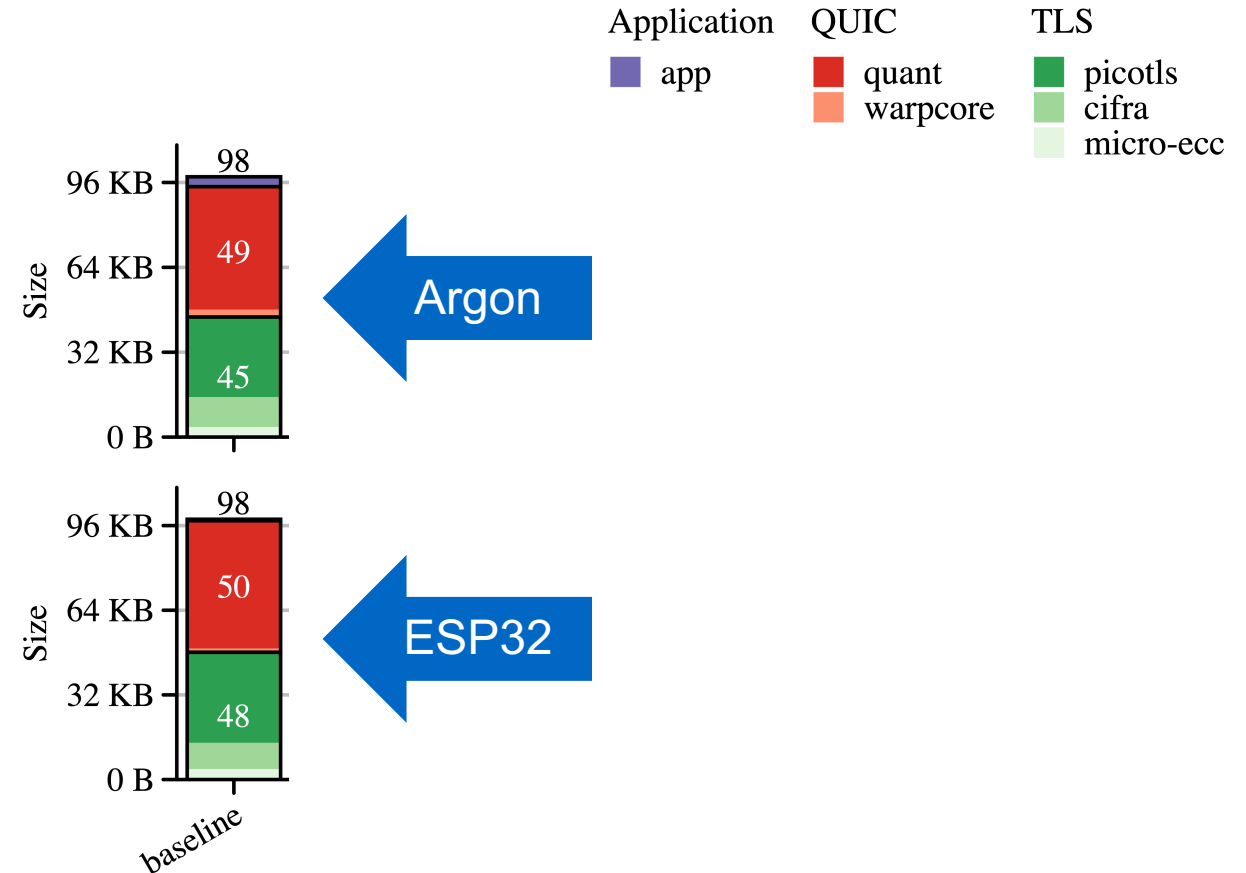 Application QUIC TLS
app quant picotls
warpcore cifra
micro-ecc
98
96 KB
49
64 KB
Size
Argon
32 KB
45
0 B
98
96 KB
50
64 KB
Size
ESP32
32 KB
48
0 B
baseline